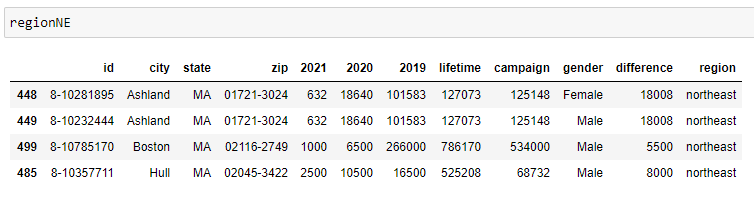 regionNE
id city state zip 2021 2020 2019 lifetime campaign gender difference region
448 8-10281895 Ashland MA 01721-3024 632 18640 101583 127073 125148 Female 18008 northeast
449 8-10232444 Ashland MA 01721-3024 632 18640 101583 127073 125148 Male 18008 northeast
499 8-10785170 Boston MA 02116-2749 1000 6500 266000 786170 534000 Male 5500 northeast
485 8-10357711 Hull MA 02045-3422 2500 10500 16500 525208 68732 Male 8000 northeast